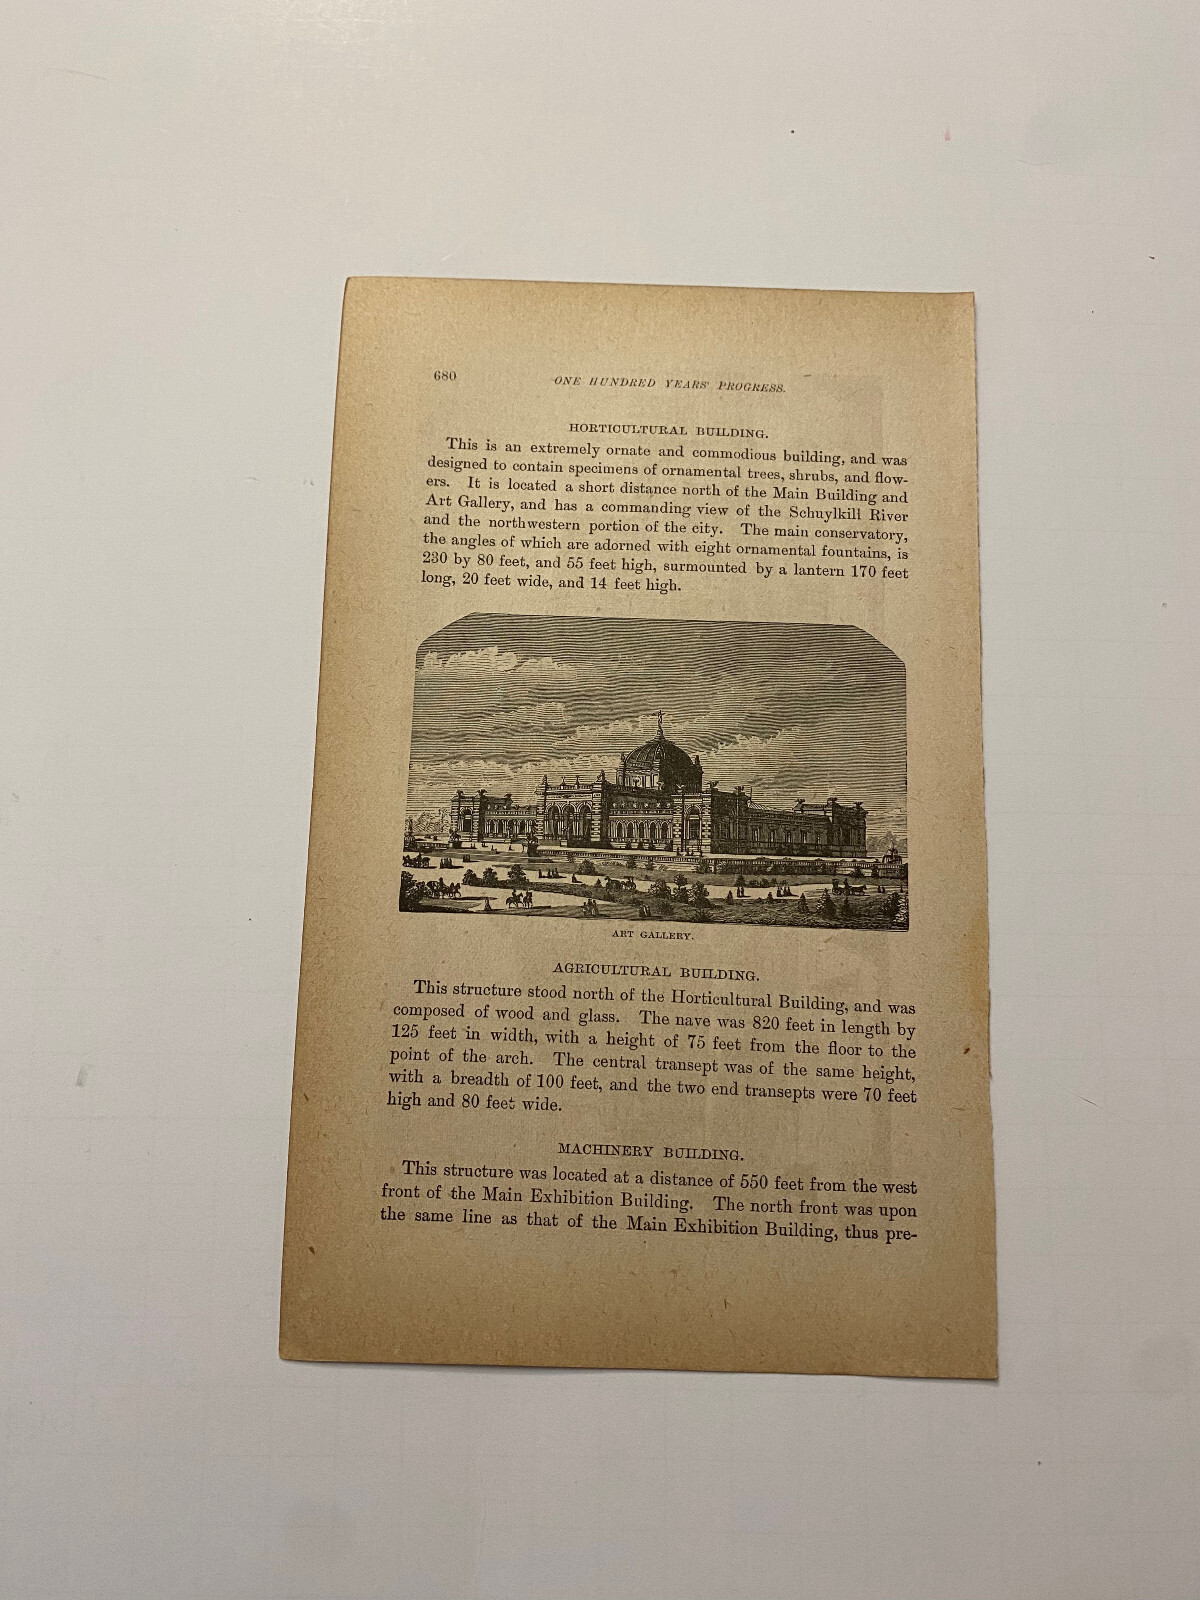 680
ONE HUNDRED YEARS' PROGRESS.
HORTICULTURAL BUILDING.
This is an extremely ornate and commodious building, and was
designed to contain specimens of ornamental trees, shrubs, and flow-
ers. It is located a short distance north of the Main Building and
Art Gallery, and has a commanding view of the Schuylkill River
and the northwestern portion of the city. The main conservatory,
the angles of which are adorned with eight ornamental fountains, is
230 by 80 feet, and 55 feet high, surmounted by a lantern 170 feet
long, 20 feet wide, and 14 feet high.
ART GALLERY.
AGRICULTURAL BUILDING.
This structure stood north of the Horticultural Building, and was
composed of wood and glass. The nave was 820 feet in length by
125 feet in width, with a height of 75 feet from the floor to the
point of the arch. The central transept was of the same height,
with a breadth of 100 feet, and the two end transepts were 70 feet
high and 80 feet wide.
MACHINERY BUILDING.
This structure was located at a distance of 550 feet from the west
front of the Main Exhibition Building. The north front was upon
the same line as that of the Main Exhibition Building, thus pre-